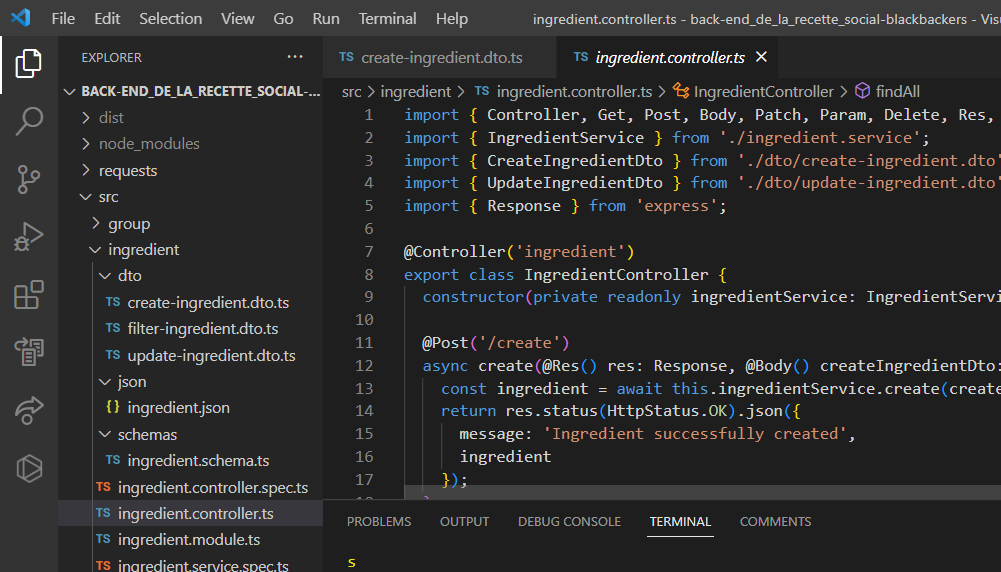 File Edit Selection View Go Run Terminal Help ingredient.controller.ts - back-end_de_la_recette_social-blackbackers - Visu
EXPLORER ...
BACK-END_DE_LA_RECETTE_SOCIAL-...
dist
node_modules
requests
src
group
ingredient
dto
TS create-ingredient.dto.ts
TS filter-ingredient.dto.ts
TS update-ingredient.dto.ts
json
{} ingredient.json
schemas
TS ingredient.schema.ts
TS ingredient.controller.spec.ts
TS ingredient.controller.ts
TS ingredient.module.ts
TS ingredient.service.spec.ts
TS create-ingredient.dto.ts TS ingredient.controller.ts
src > ingredient > TS ingredient.controller.ts > IngredientController > findAll
1 import { Controller, Get, Post, Body, Patch, Param, Delete, Res,
2 import { IngredientService } from './ingredient.service';
3 import { CreateIngredientDto } from './dto/create-ingredient.dto'
4 import { UpdateIngredientDto } from './dto/update-ingredient.dto'
5 import { Response } from 'express';
6
7 @Controller('ingredient')
8 export class IngredientController {
9 constructor(private readonly ingredientService: IngredientServi
10
11 @Post('/create')
12 async create(@Res() res: Response, @Body() createIngredientDto:
13 const ingredient = await this.ingredientService.create(create
14 return res.status(HttpStatus.OK).json({
15 message: 'Ingredient successfully created',
16 ingredient
17 });
PROBLEMS OUTPUT DEBUG CONSOLE TERMINAL COMMENTS
s